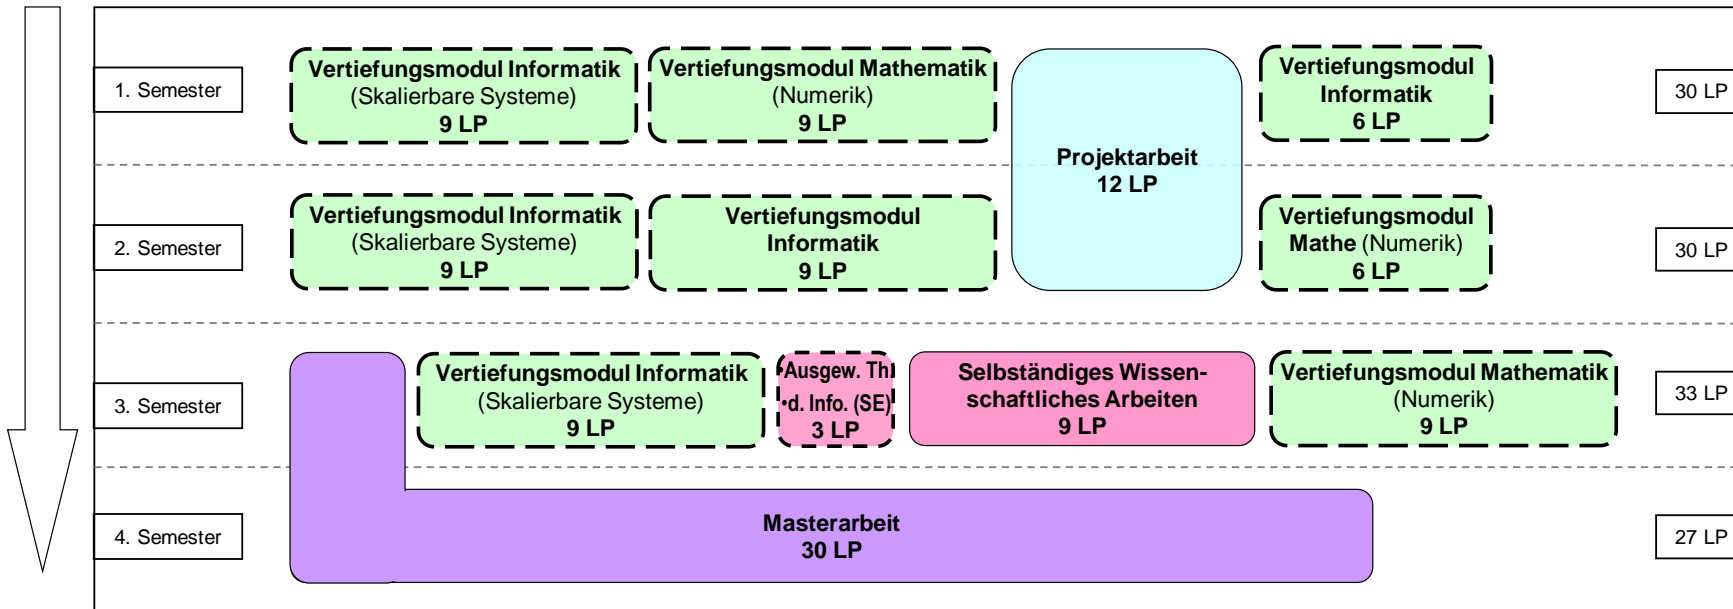 1. Semester
Vertiefungsmodul Informatik
(Skalierbare Systeme)
9 LP
Vertiefungsmodul Mathematik
(Numerik)
9 LP
Projektarbeit
12 LP
Vertiefungsmodul
Informatik
6 LP
30 LP
2. Semester
Vertiefungsmodul Informatik
(Skalierbare Systeme)
9 LP
Vertiefungsmodul
Informatik
9 LP
Vertiefungsmodul
Mathe (Numerik)
6 LP
30 LP
3. Semester
Vertiefungsmodul Informatik
(Skalierbare Systeme)
9 LP
•Ausgew. Th
•d. Info. (SE)
3 LP
Selbständiges Wissen-
schaftliches Arbeiten
9 LP
Vertiefungsmodul Mathematik
(Numerik)
9 LP
33 LP
4. Semester
Masterarbeit
30 LP
27 LP